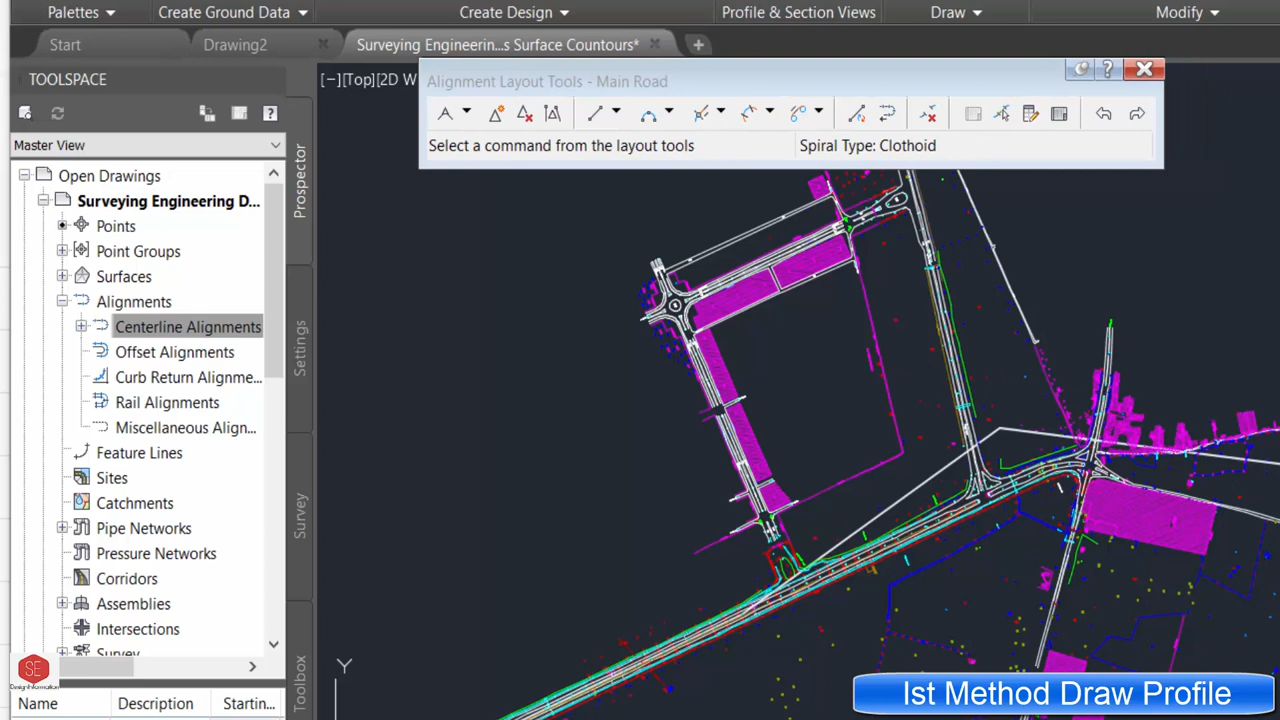 Palettes Create Ground Data Create Design Profile & Section Views Draw Modify
Start Drawing2 Surveying Engineerin...s Surface Countours*
TOOLSPACE
[−][Top][2D W
Alignment Layout Tools - Main Road
Select a command from the layout tools Spiral Type: Clothoid
Master View
Prospector
Settings
Survey
Toolbox
Open Drawings
Surveying Engineering D...
Points
Point Groups
Surfaces
Alignments
Centerline Alignments
Offset Alignments
Curb Return Alignme...
Rail Alignments
Miscellaneous Align...
Feature Lines
Sites
Catchments
Pipe Networks
Pressure Networks
Corridors
Assemblies
Intersections
Survey
SE
Name Description Startin...
Y
Ist Method Draw Profile